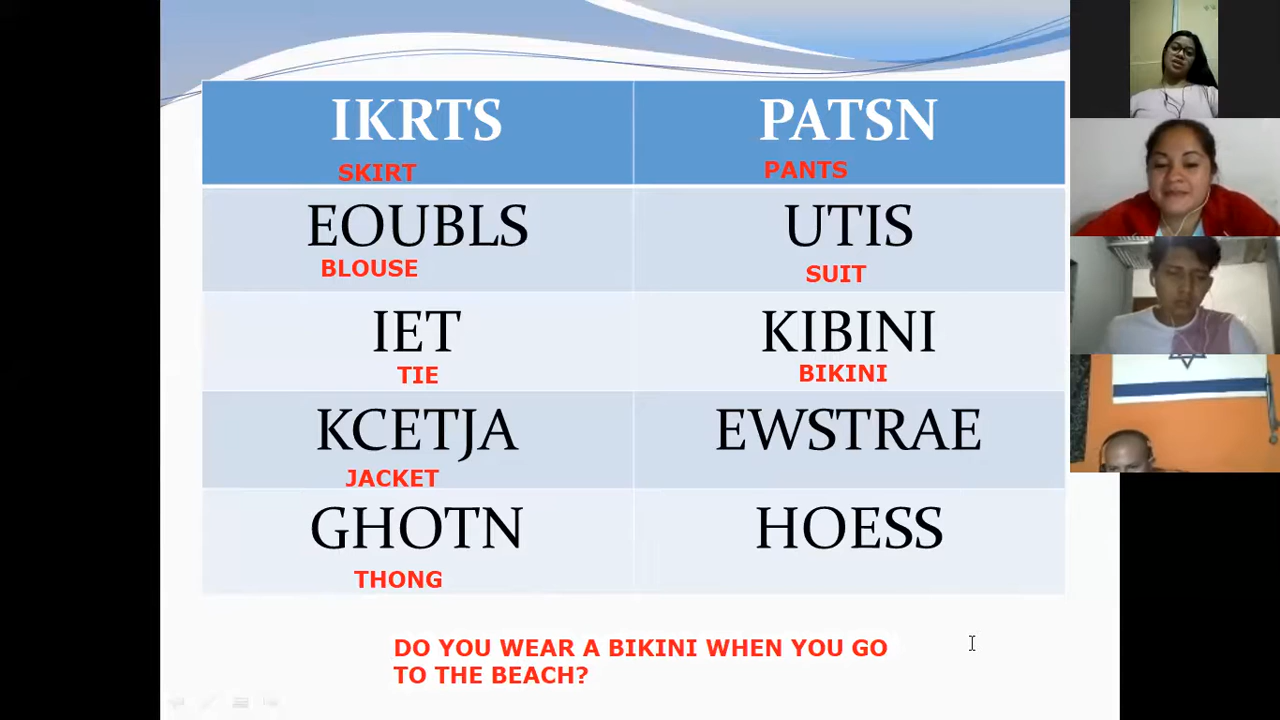 IKRTS
PATSN
SKIRT
PANTS
EOUBLS
UTIS
BLOUSE
SUIT
IET
KIBINI
TIE
BIKINI
KCETJA
EWSTRAE
JACKET
GHOTN
HOESS
THONG
DO YOU WEAR A BIKINI WHEN YOU GO
TO THE BEACH?